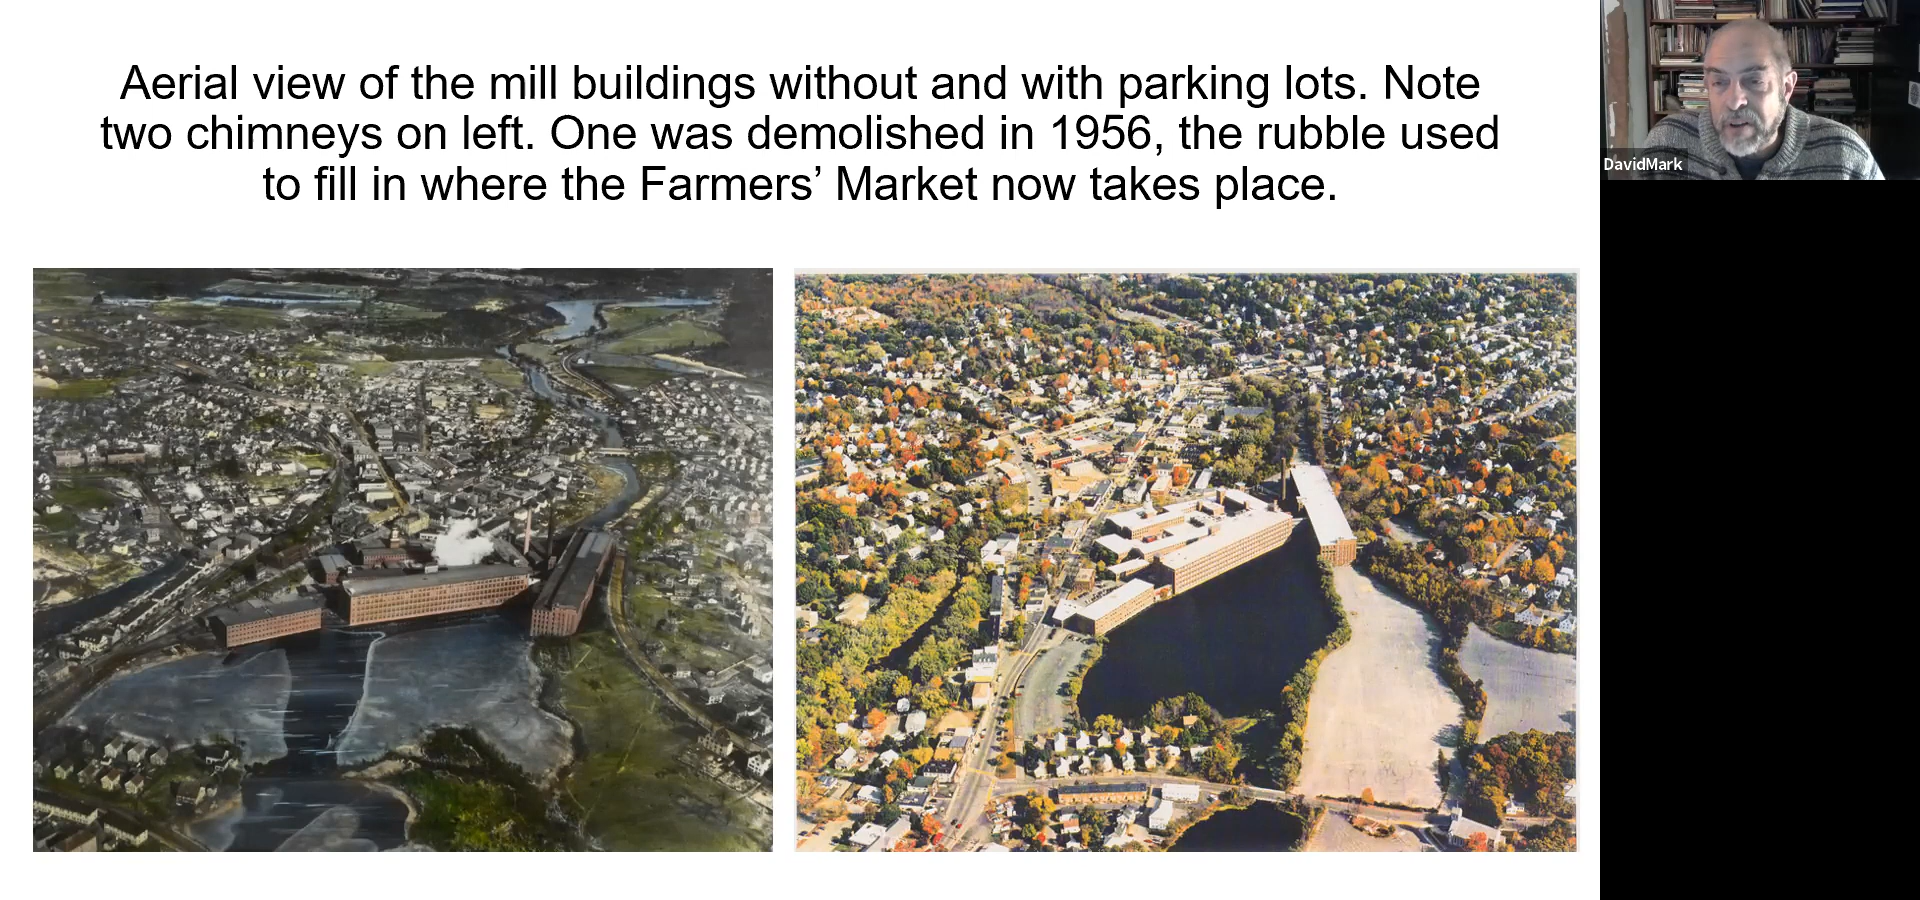 Aerial view of the mill buildings without and with parking lots. Note
two chimneys on left. One was demolished in 1956, the rubble used
to fill in where the Farmers’ Market now takes place.
DavidMark